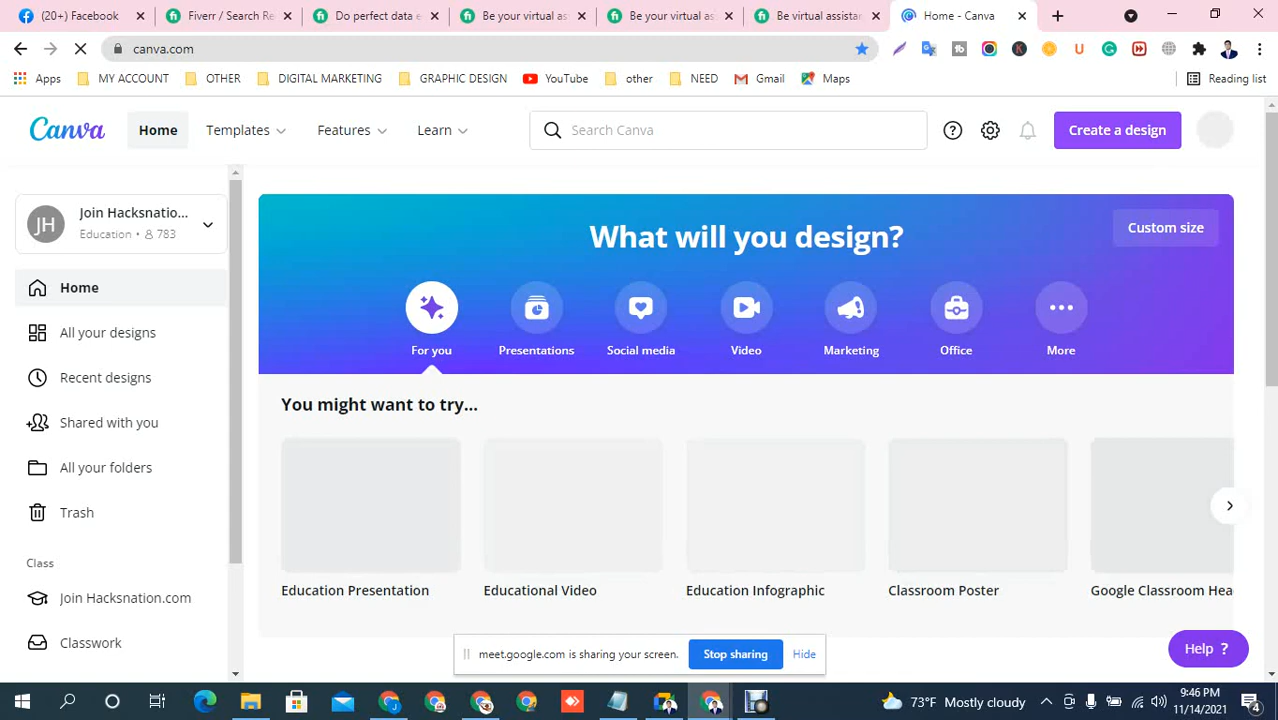 (20+) Facebook
Fiverr / Search Re
Do perfect data e
Be your virtual ass
Be your virtual ass
Be virtual assistan
Home - Canva
canva.com
Apps
MY ACCOUNT
OTHER
DIGITAL MARKETING
GRAPHIC DESIGN
YouTube
other
NEED
Gmail
Maps
Reading list
Canva
Home
Templates
Features
Learn
Search Canva
Create a design
JH
Join Hacksnatio...
Education • 783
Home
All your designs
Recent designs
Shared with you
All your folders
Trash
Class
Join Hacksnation.com
Classwork
What will you design?
Custom size
For you
Presentations
Social media
Video
Marketing
Office
More
You might want to try...
Education Presentation
Educational Video
Education Infographic
Classroom Poster
Google Classroom Hea
meet.google.com is sharing your screen.
Stop sharing
Hide
Help ?
73°F Mostly cloudy
9:46 PM
11/14/2021
4